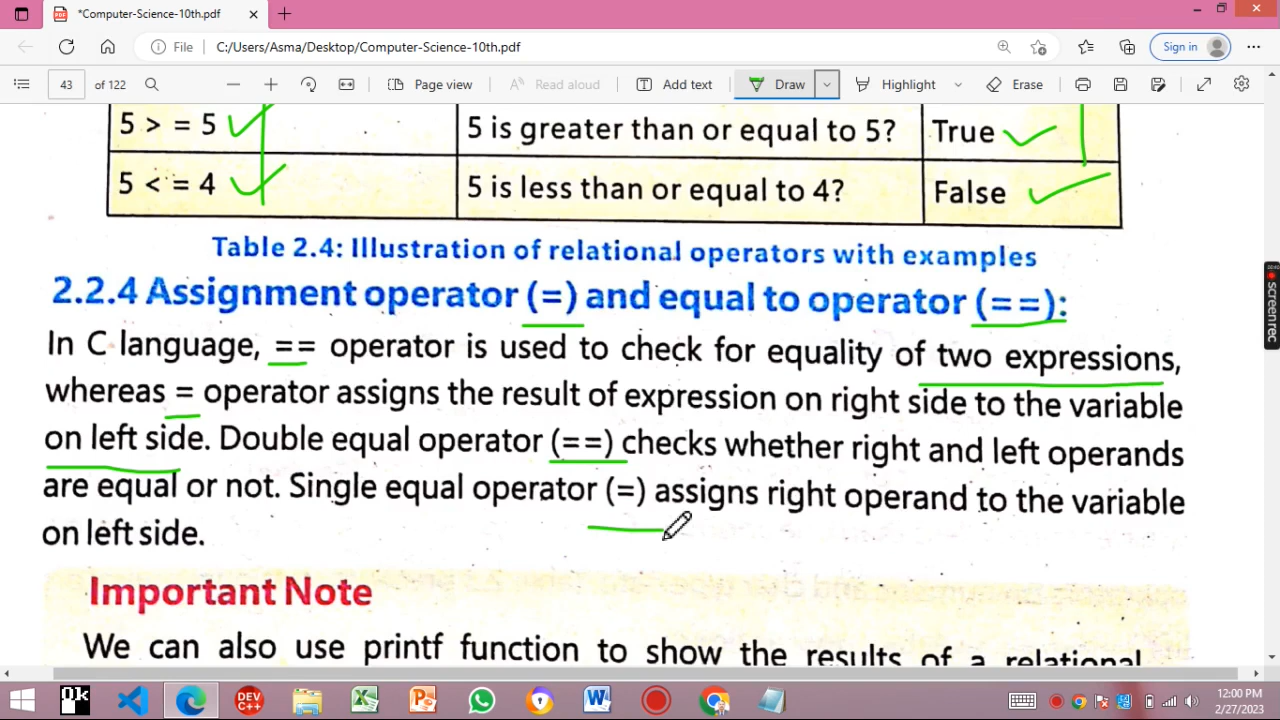 *Computer-Science-10th.pdf
File C:/Users/Asma/Desktop/Computer-Science-10th.pdf
Sign in
43 of 122
Page view
Read aloud
Add text
Draw
Highlight
Erase
5 > = 5 5 is greater than or equal to 5? True
5 < = 4 5 is less than or equal to 4? False
Table 2.4: Illustration of relational operators with examples
2.2.4 Assignment operator (=) and equal to operator (==):
In C language, == operator is used to check for equality of two expressions,
whereas = operator assigns the result of expression on right side to the variable
on left side. Double equal operator (==) checks whether right and left operands
are equal or not. Single equal operator (=) assigns right operand to the variable
on left side.
Important Note
We can also use printf function to show the results of a relational
screenrec
Ok
DEV
C++
12:00 PM
2/27/2023